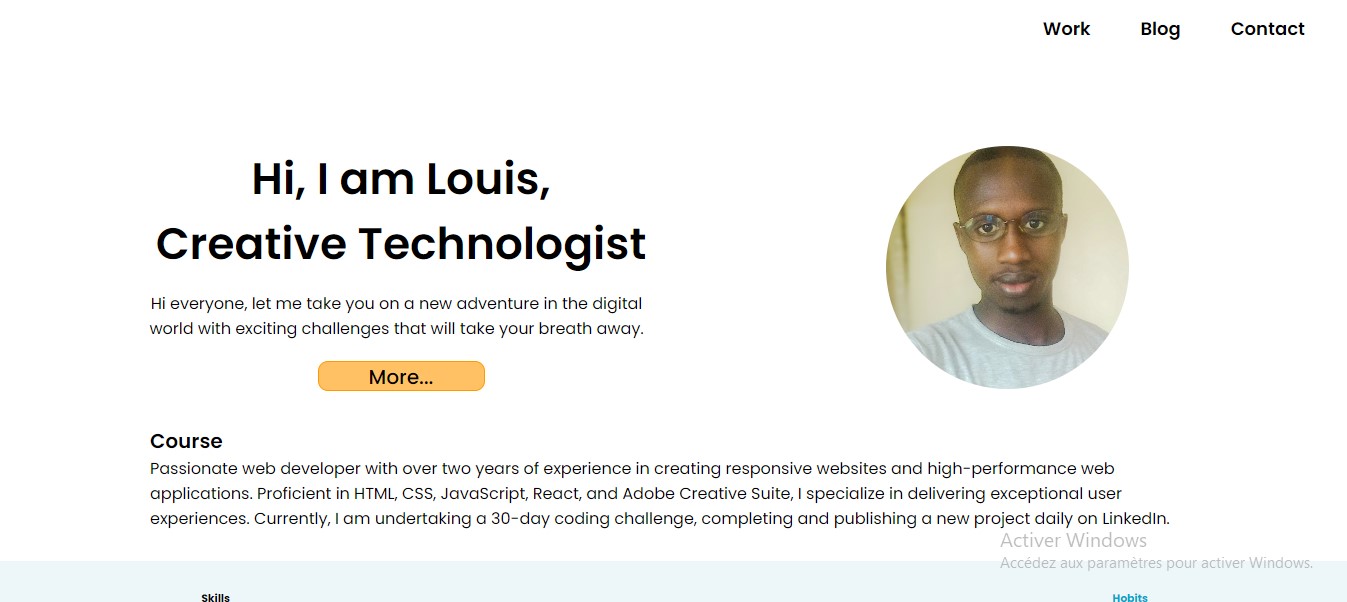 Work Blog Contact
Hi, I am Louis,
Creative Technologist
Hi everyone, let me take you on a new adventure in the digital
world with exciting challenges that will take your breath away.
More...
Course
Passionate web developer with over two years of experience in creating responsive websites and high-performance web
applications. Proficient in HTML, CSS, JavaScript, React, and Adobe Creative Suite, I specialize in delivering exceptional user
experiences. Currently, I am undertaking a 30-day coding challenge, completing and publishing a new project daily on LinkedIn.
Activer Windows
Accédez aux paramètres pour activer Windows.
Skills Hobits